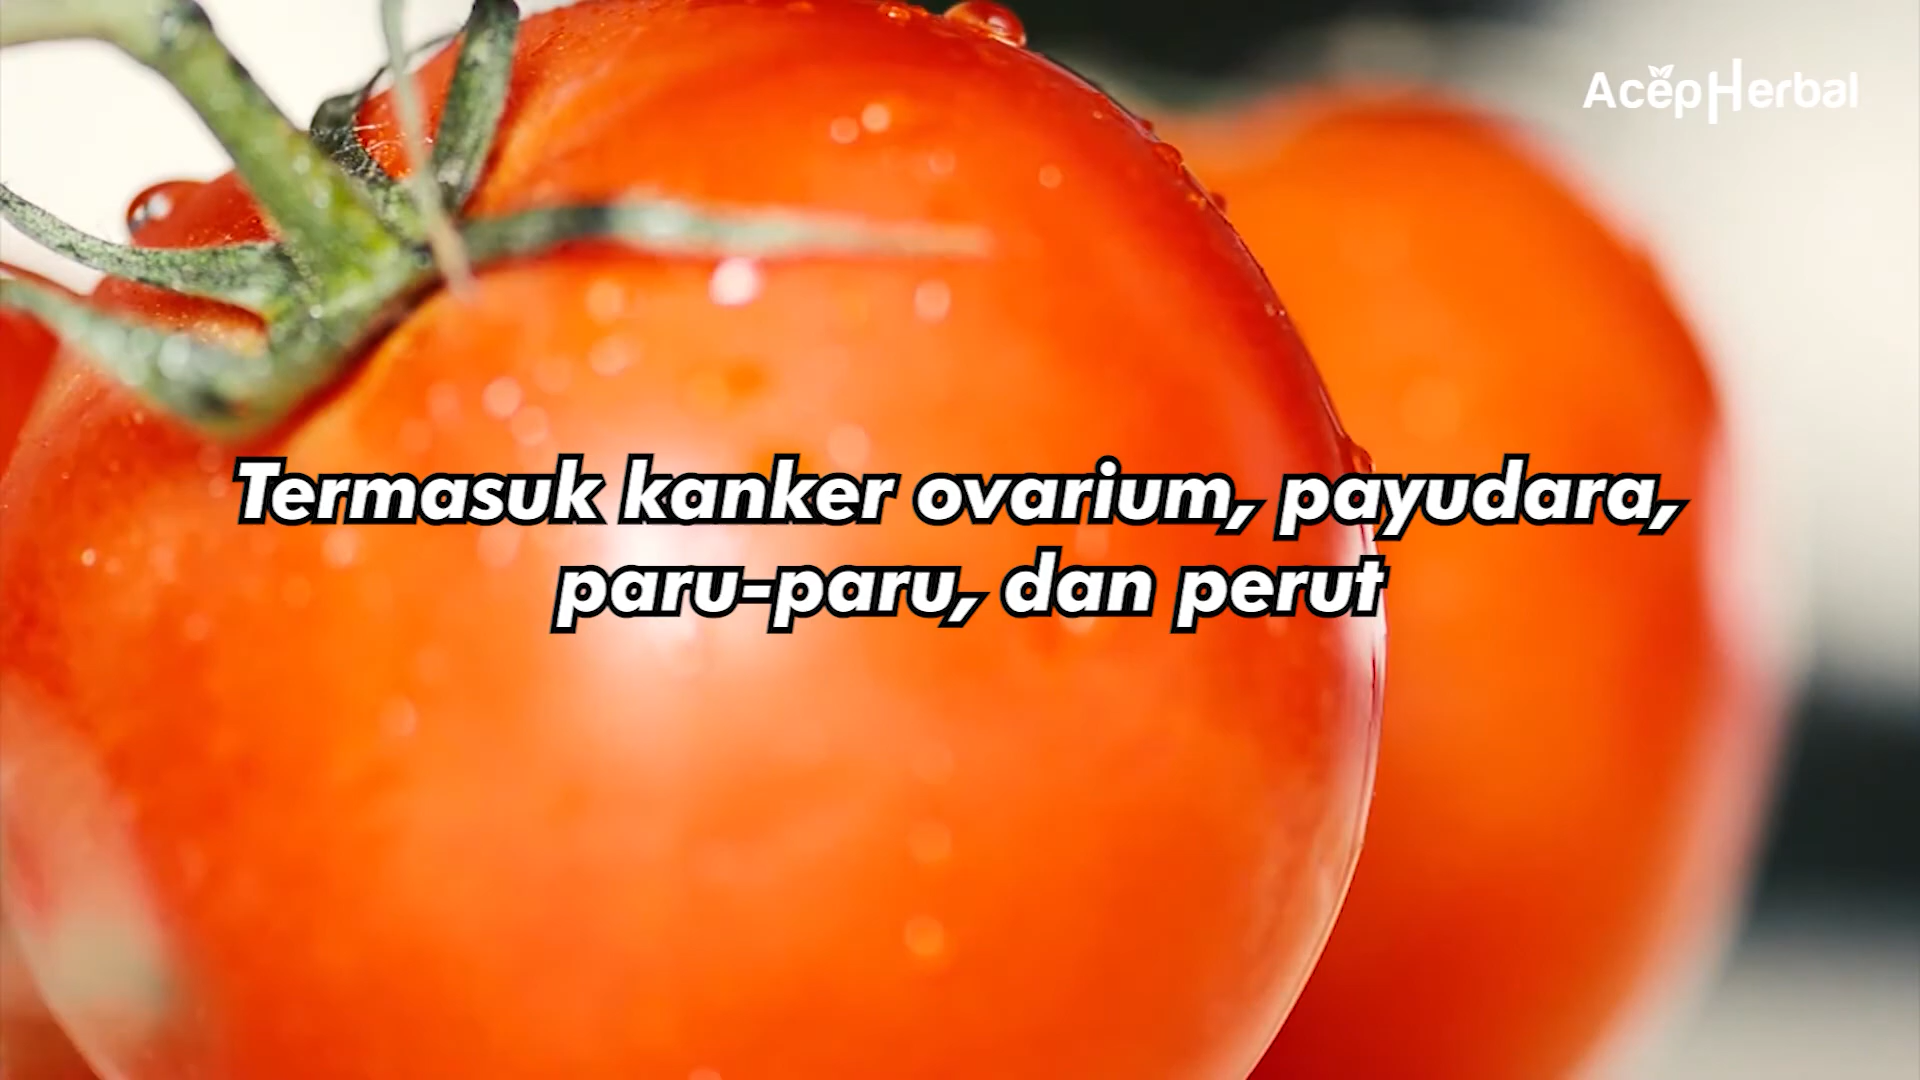 AcepHerbal
Termasuk kanker ovarium, payudara,
paru-paru, dan perut